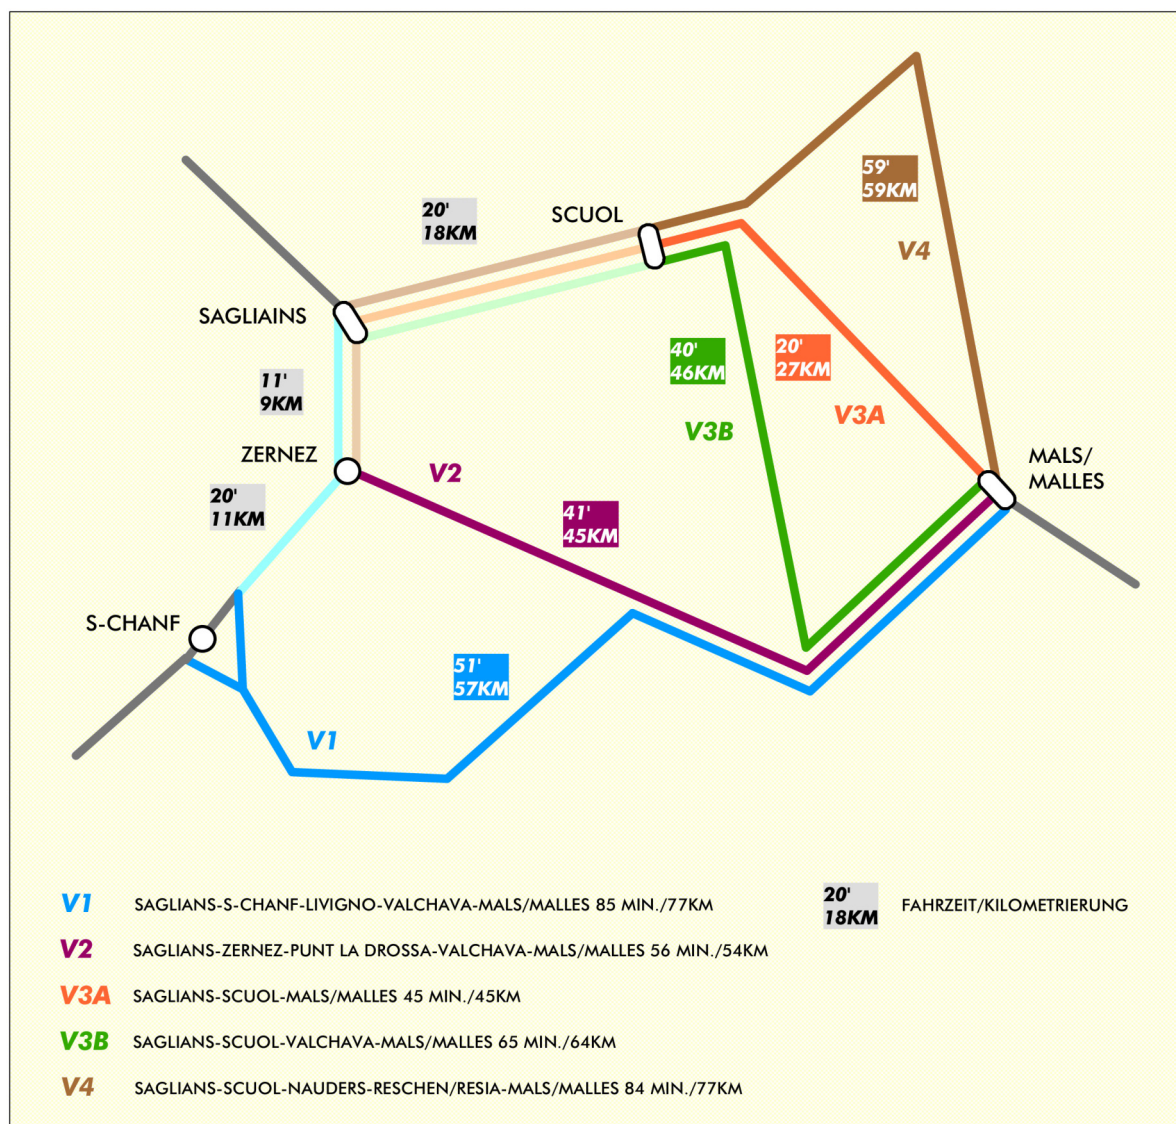 59'
59KM
20'
18KM
SCUOL
V4
SAGLIAINS
40'
46KM
20'
27KM
11'
9KM
V3A
V3B
ZERNEZ
V2
MALS/
MALLES
20'
11KM
41'
45KM
S-CHANF
51'
57KM
V1
V1 SAGLIANS-S-CHANF-LIVIGNO-VALCHAVA-MALS/MALLES 85 MIN./77KM
20'
18KM
FAHRZEIT/KILOMETRIERUNG
V2 SAGLIANS-ZERNEZ-PUNT LA DROSSA-VALCHAVA-MALS/MALLES 56 MIN./54KM
V3A SAGLIANS-SCUOL-MALS/MALLES 45 MIN./45KM
V3B SAGLIANS-SCUOL-VALCHAVA-MALS/MALLES 65 MIN./64KM
V4 SAGLIANS-SCUOL-NAUDERS-RESCHEN/RESIA-MALS/MALLES 84 MIN./77KM